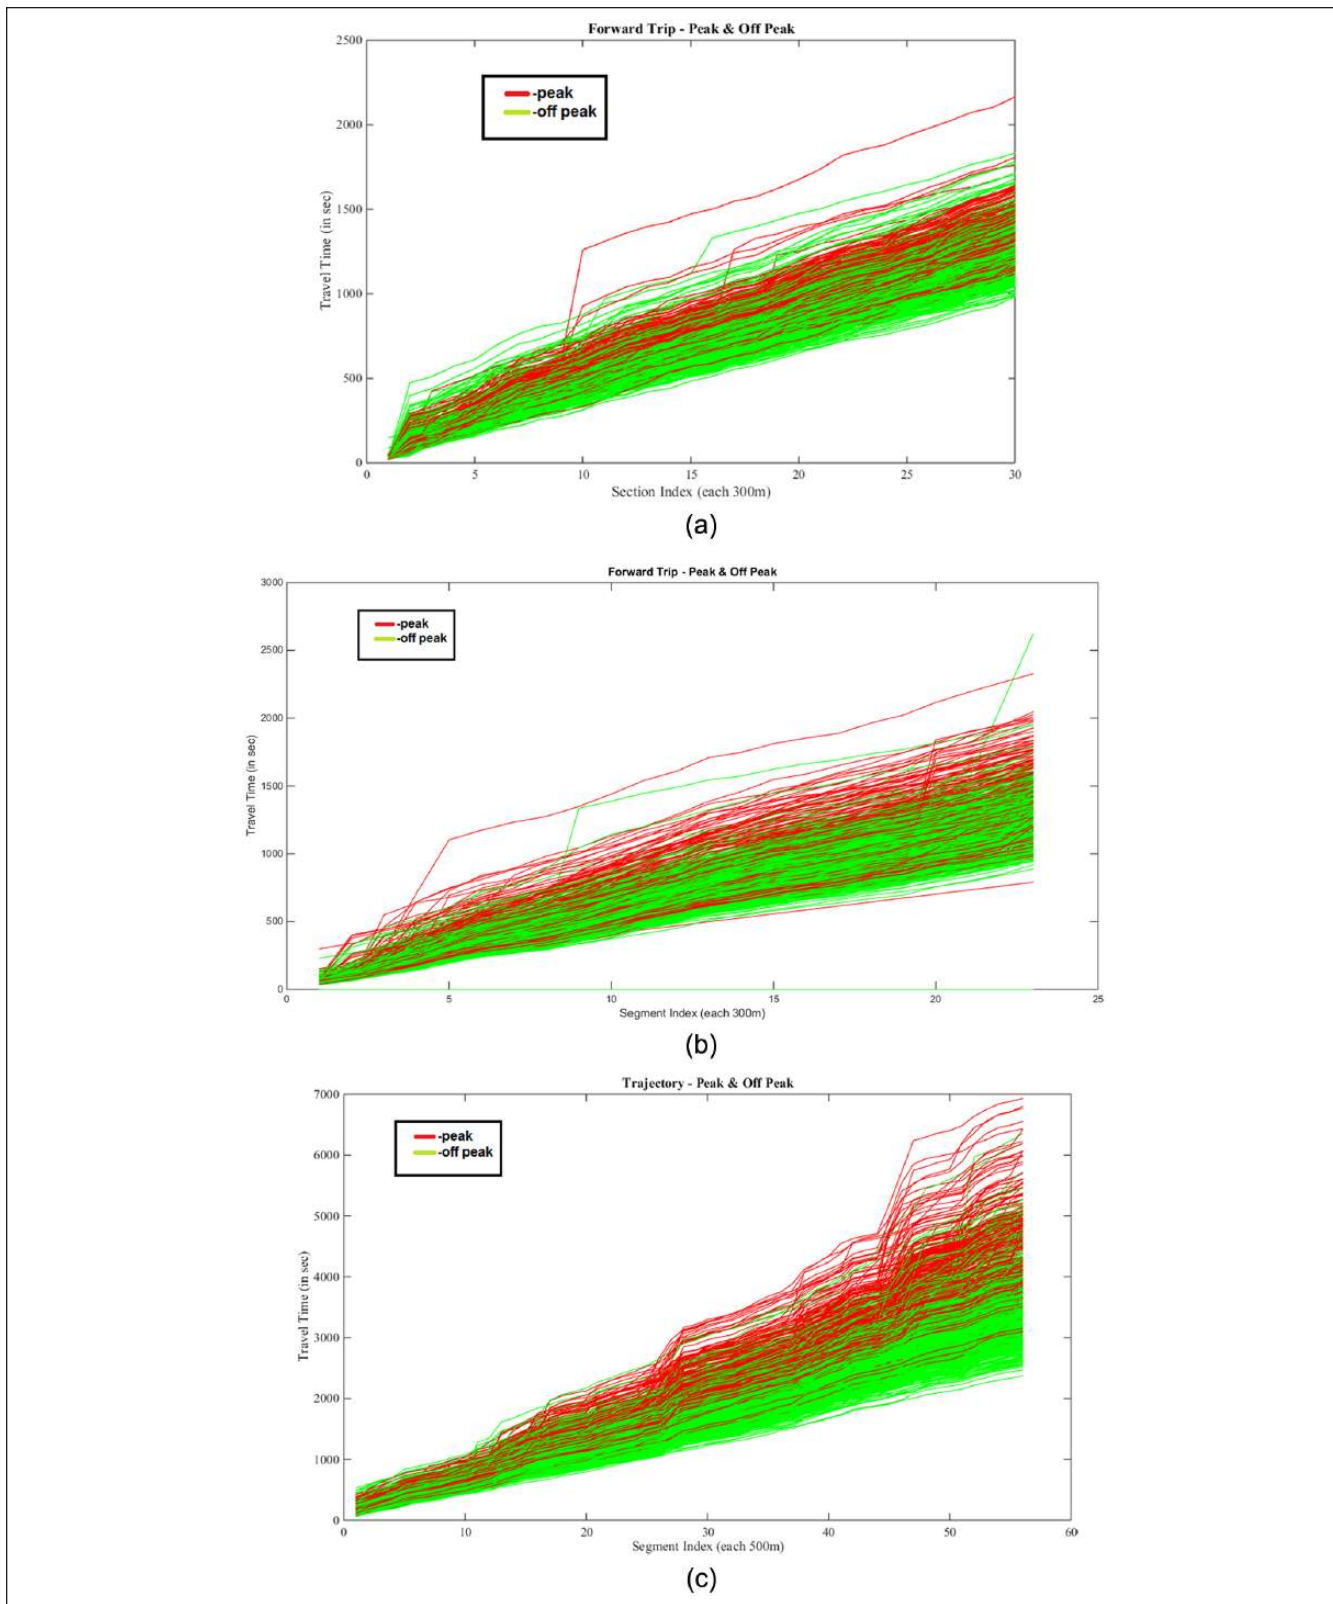 Forward Trip - Peak & Off Peak
2500
2000
1500
1000
500
0
-peak
-off peak
Travel Time (in sec)
0 5 10 15 20 25 30
Section Index (each 300m)
(a)
Forward Trip - Peak & Off Peak
3000
2500
2000
1500
1000
500
0
-peak
-off peak
Travel Time (in sec)
0 5 10 15 20 25
Segment Index (each 300m)
(b)
Trajectory - Peak & Off Peak
7000
6000
5000
4000
3000
2000
1000
0
-peak
-off peak
Travel Time (in sec)
0 10 20 30 40 50 60
Segment Index (each 500m)
(c)